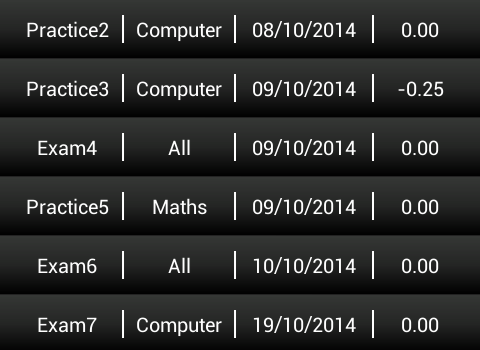 Practice2 Computer 08/10/2014 0.00
Practice3 Computer 09/10/2014 -0.25
Exam4 All 09/10/2014 0.00
Practice5 Maths 09/10/2014 0.00
Exam6 All 10/10/2014 0.00
Exam7 Computer 19/10/2014 0.00